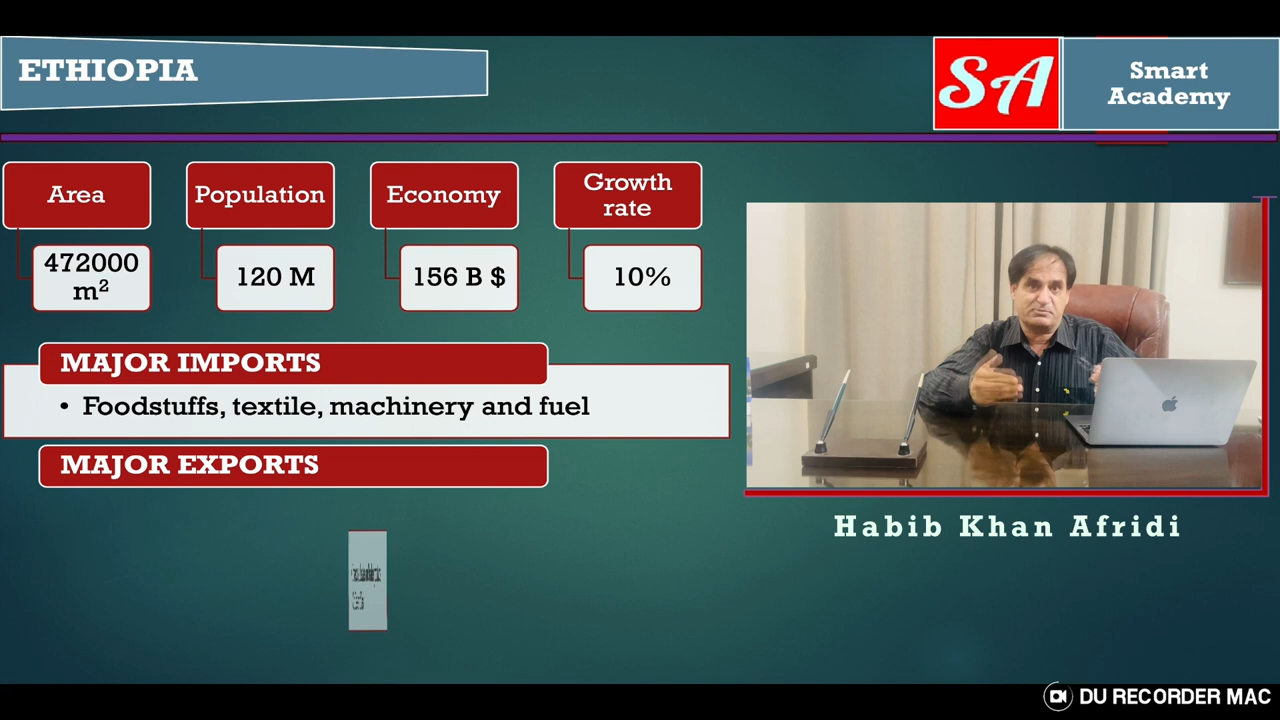 ETHIOPIA
SA
Smart
Academy
Area
Population
Economy
Growth
rate
472000
m²
120 M
156 B $
10%
MAJOR IMPORTS
• Foodstuffs, textile, machinery and fuel
MAJOR EXPORTS
Habib Khan Afridi
DU RECORDER MAC